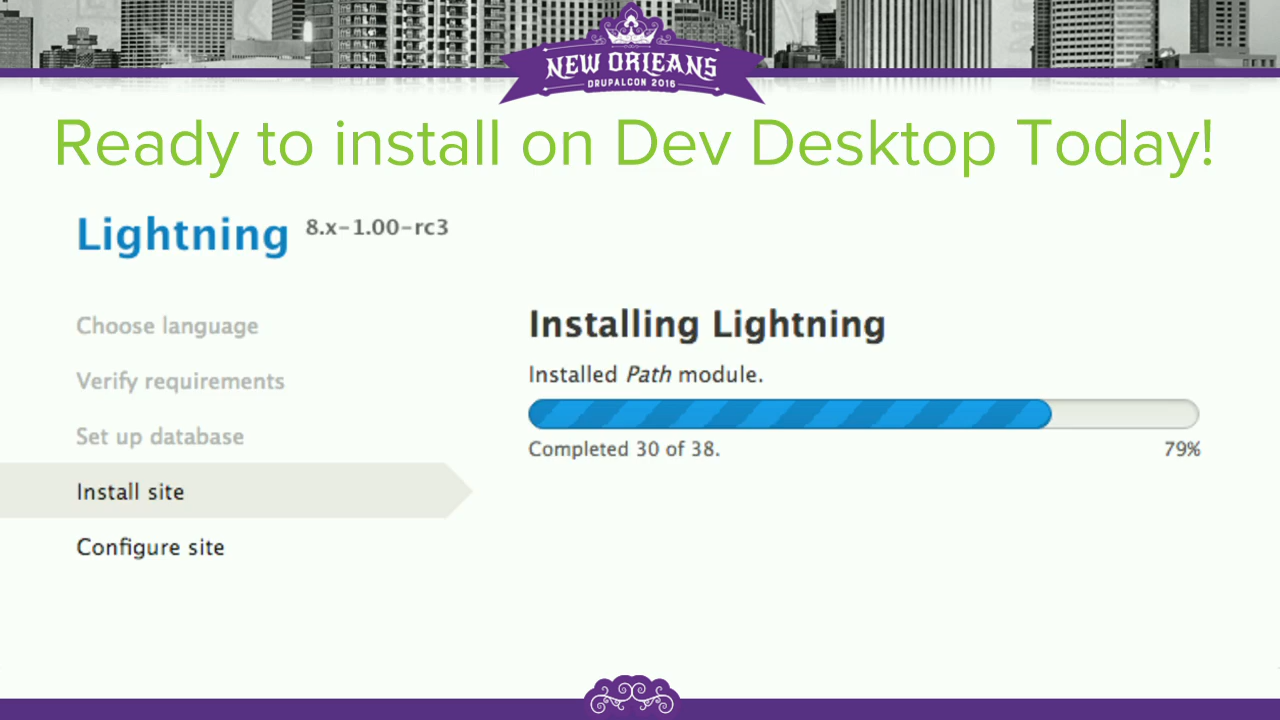 NEW ORLEANS
DRUPALCON 2016
Ready to install on Dev Desktop Today!
Lightning 8.x-1.00-rc3
Choose language
Verify requirements
Set up database
Install site
Configure site
Installing Lightning
Installed Path module.
Completed 30 of 38. 79%